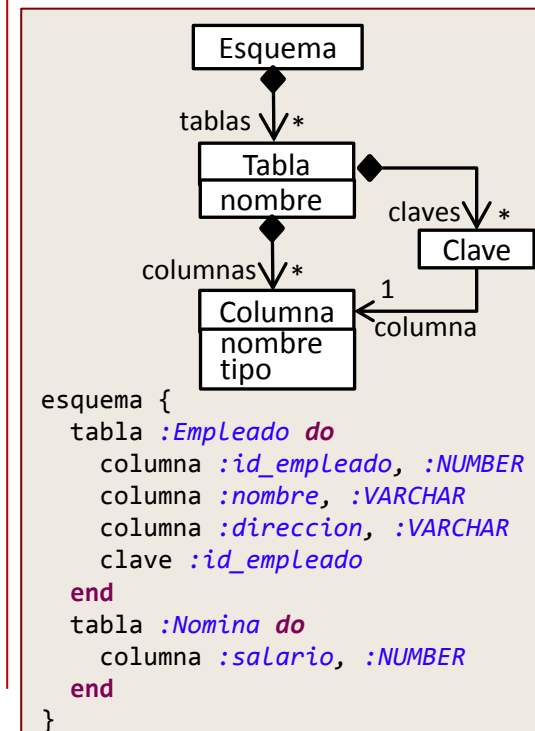 Esquema
tablas *
Tabla
nombre
claves *
Clave
columnas *
1
Columna
columna
nombre
tipo
esquema {
  tabla :Empleado do
    columna :id_empleado, :NUMBER
    columna :nombre, :VARCHAR
    columna :direccion, :VARCHAR
    clave :id_empleado
  end
  tabla :Nomina do
    columna :salario, :NUMBER
  end
}